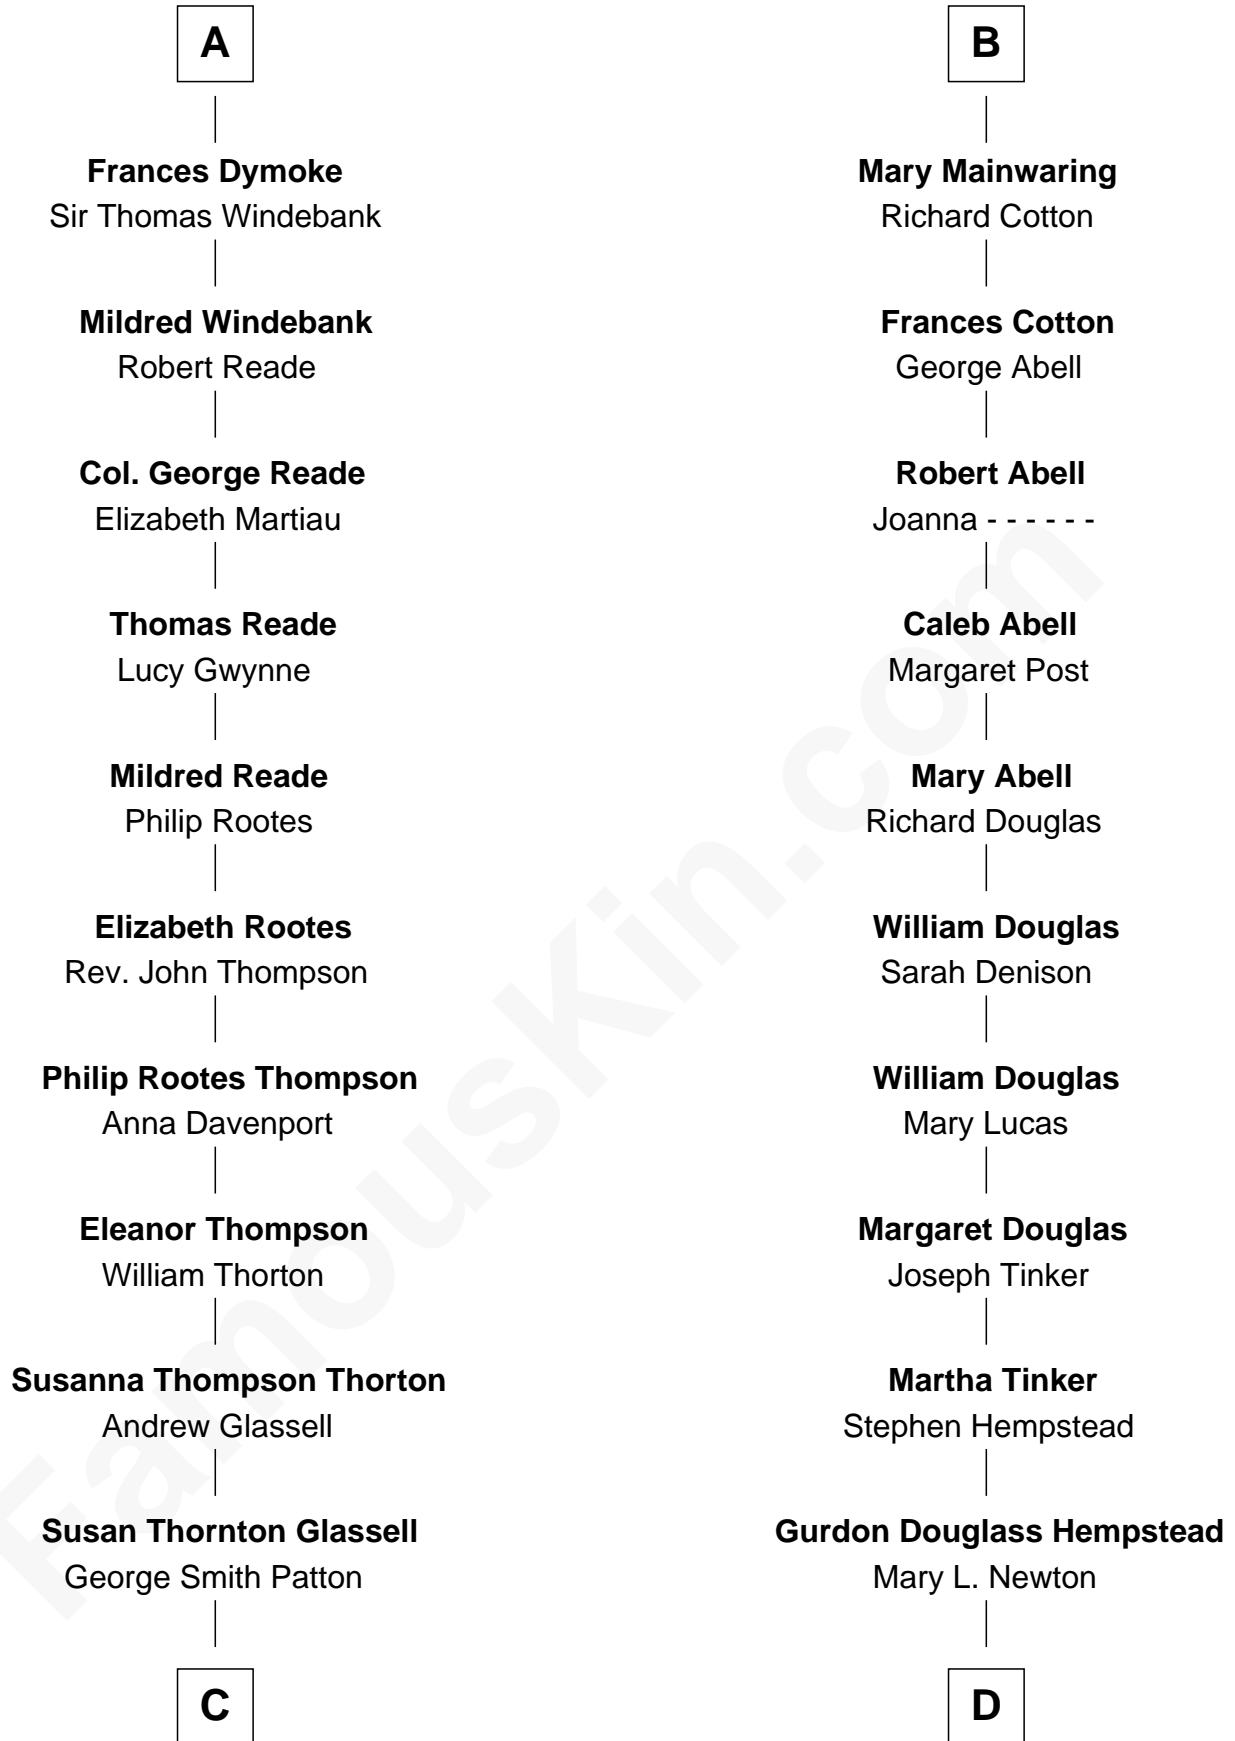 A
Frances Dymoke
Sir Thomas Windebank
Mildred Windebank
Robert Reade
Col. George Reade
Elizabeth Martiau
Thomas Reade
Lucy Gwynne
Mildred Reade
Philip Rootes
Elizabeth Rootes
Rev. John Thompson
Philip Rootes Thompson
Anna Davenport
Eleanor Thompson
William Thorton
Susanna Thompson Thorton
Andrew Glassell
Susan Thornton Glassell
George Smith Patton
C
B
Mary Mainwaring
Richard Cotton
Frances Cotton
George Abell
Robert Abell
Joanna - - - - - -
Caleb Abell
Margaret Post
Mary Abell
Richard Douglas
William Douglas
Sarah Denison
William Douglas
Mary Lucas
Margaret Douglas
Joseph Tinker
Martha Tinker
Stephen Hempstead
Gurdon Douglass Hempstead
Mary L. Newton
D
FamousKin.com